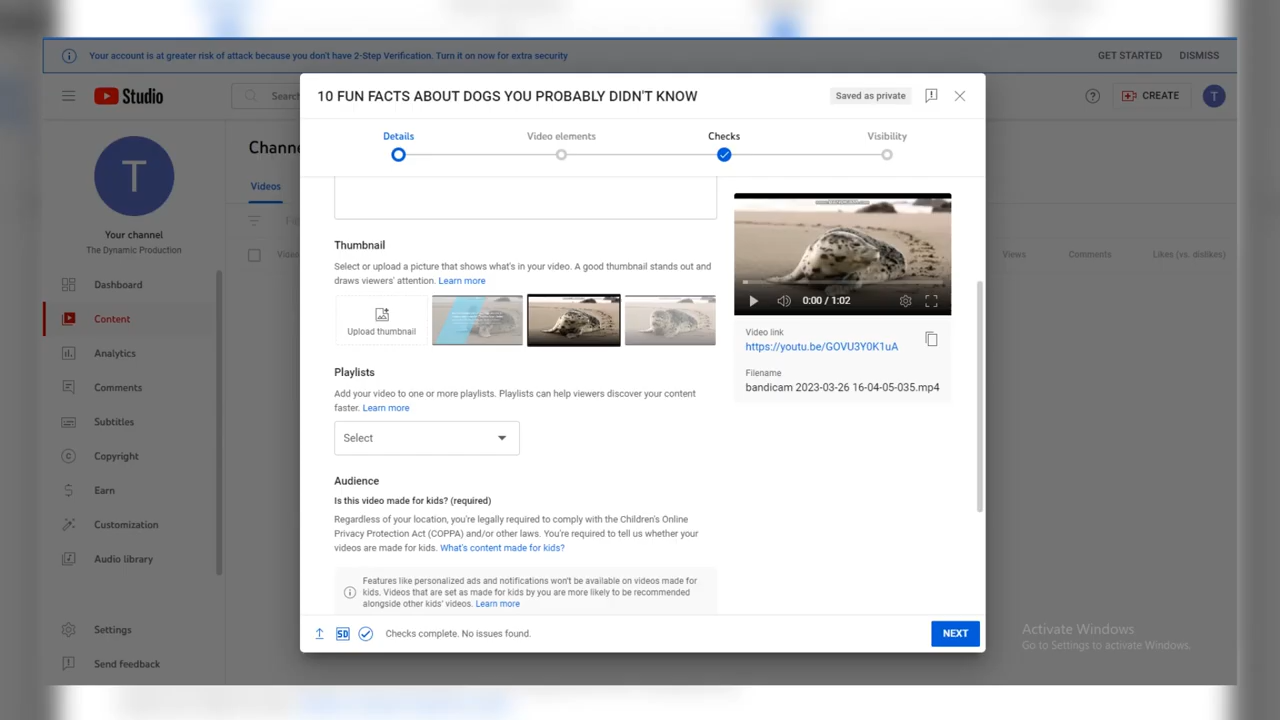 Your account is at greater risk of attack because you don't have 2-Step Verification. Turn it on now for extra security
GET STARTED
DISMISS
Studio
Search
CREATE
T
10 FUN FACTS ABOUT DOGS YOU PROBABLY DIDN'T KNOW
Saved as private
Details
Video elements
Checks
Visibility
T
Your channel
The Dynamic Production
Dashboard
Content
Analytics
Comments
Subtitles
Copyright
Earn
Customization
Audio library
Settings
Send feedback
Videos
Views
Comments
Likes (vs. dislikes)
Thumbnail
Select or upload a picture that shows what's in your video. A good thumbnail stands out and
draws viewers' attention. Learn more
Upload thumbnail
Playlists
Add your video to one or more playlists. Playlists can help viewers discover your content
faster. Learn more
Select
Audience
Is this video made for kids? (required)
Regardless of your location, you're legally required to comply with the Children's Online
Privacy Protection Act (COPPA) and/or other laws. You're required to tell us whether your
videos are made for kids. What's content made for kids?
Features like personalized ads and notifications won't be available on videos made for
kids. Videos that are set as made for kids by you are more likely to be recommended
alongside other kids' videos. Learn more
0:00 / 1:02
Video link
https://youtu.be/GOVU3Y0K1uA
Filename
bandicam 2023-03-26 16-04-05-035.mp4
SD
Checks complete. No issues found.
NEXT
Activate Windows
Go to Settings to activate Windows.